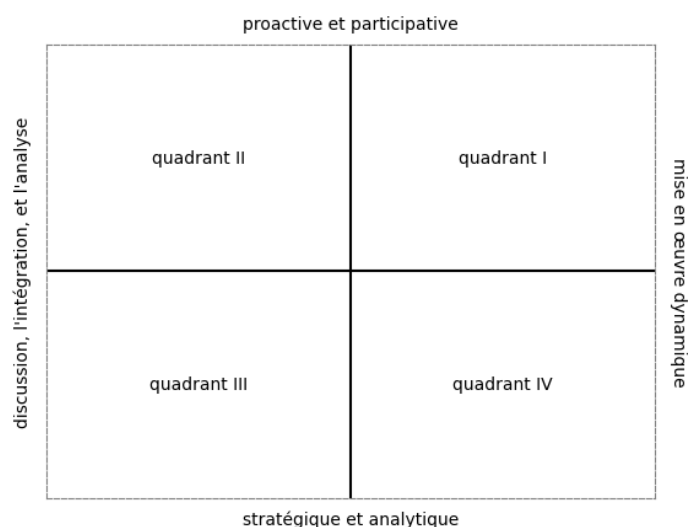 proactive et participative
discussion, l'intégration, et l'analyse
quadrant II
quadrant I
mise en œuvre dynamique
quadrant III
quadrant IV
stratégique et analytique